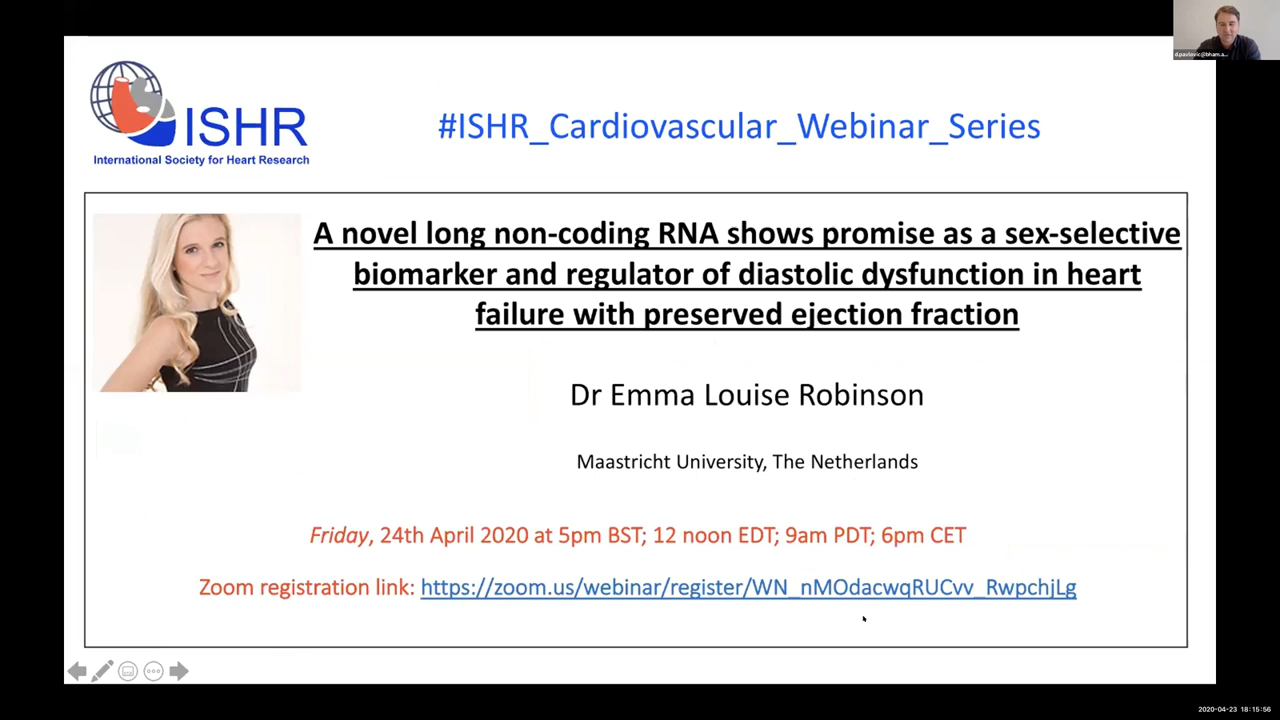 d.pavlovic@bham.a...
ISHR
International Society for Heart Research
#ISHR_Cardiovascular_Webinar_Series
A novel long non-coding RNA shows promise as a sex-selective
biomarker and regulator of diastolic dysfunction in heart
failure with preserved ejection fraction
Dr Emma Louise Robinson
Maastricht University, The Netherlands
Friday, 24th April 2020 at 5pm BST; 12 noon EDT; 9am PDT; 6pm CET
Zoom registration link: https://zoom.us/webinar/register/WN_nMOdacwqRUCvv_RwpchjLg
2020-04-23 18:15:56